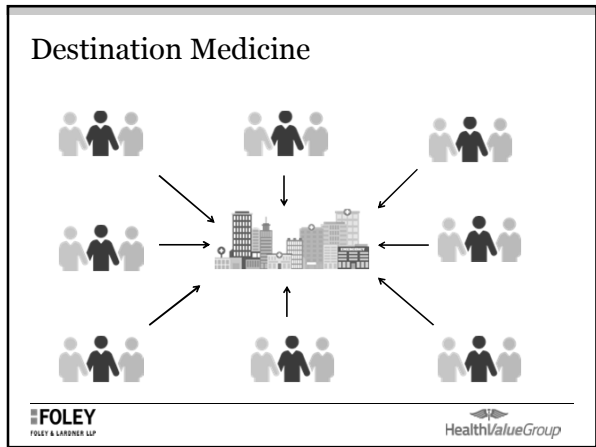 Destination Medicine
FOLEY
FOLEY & LARDNER LLP
HealthValueGroup